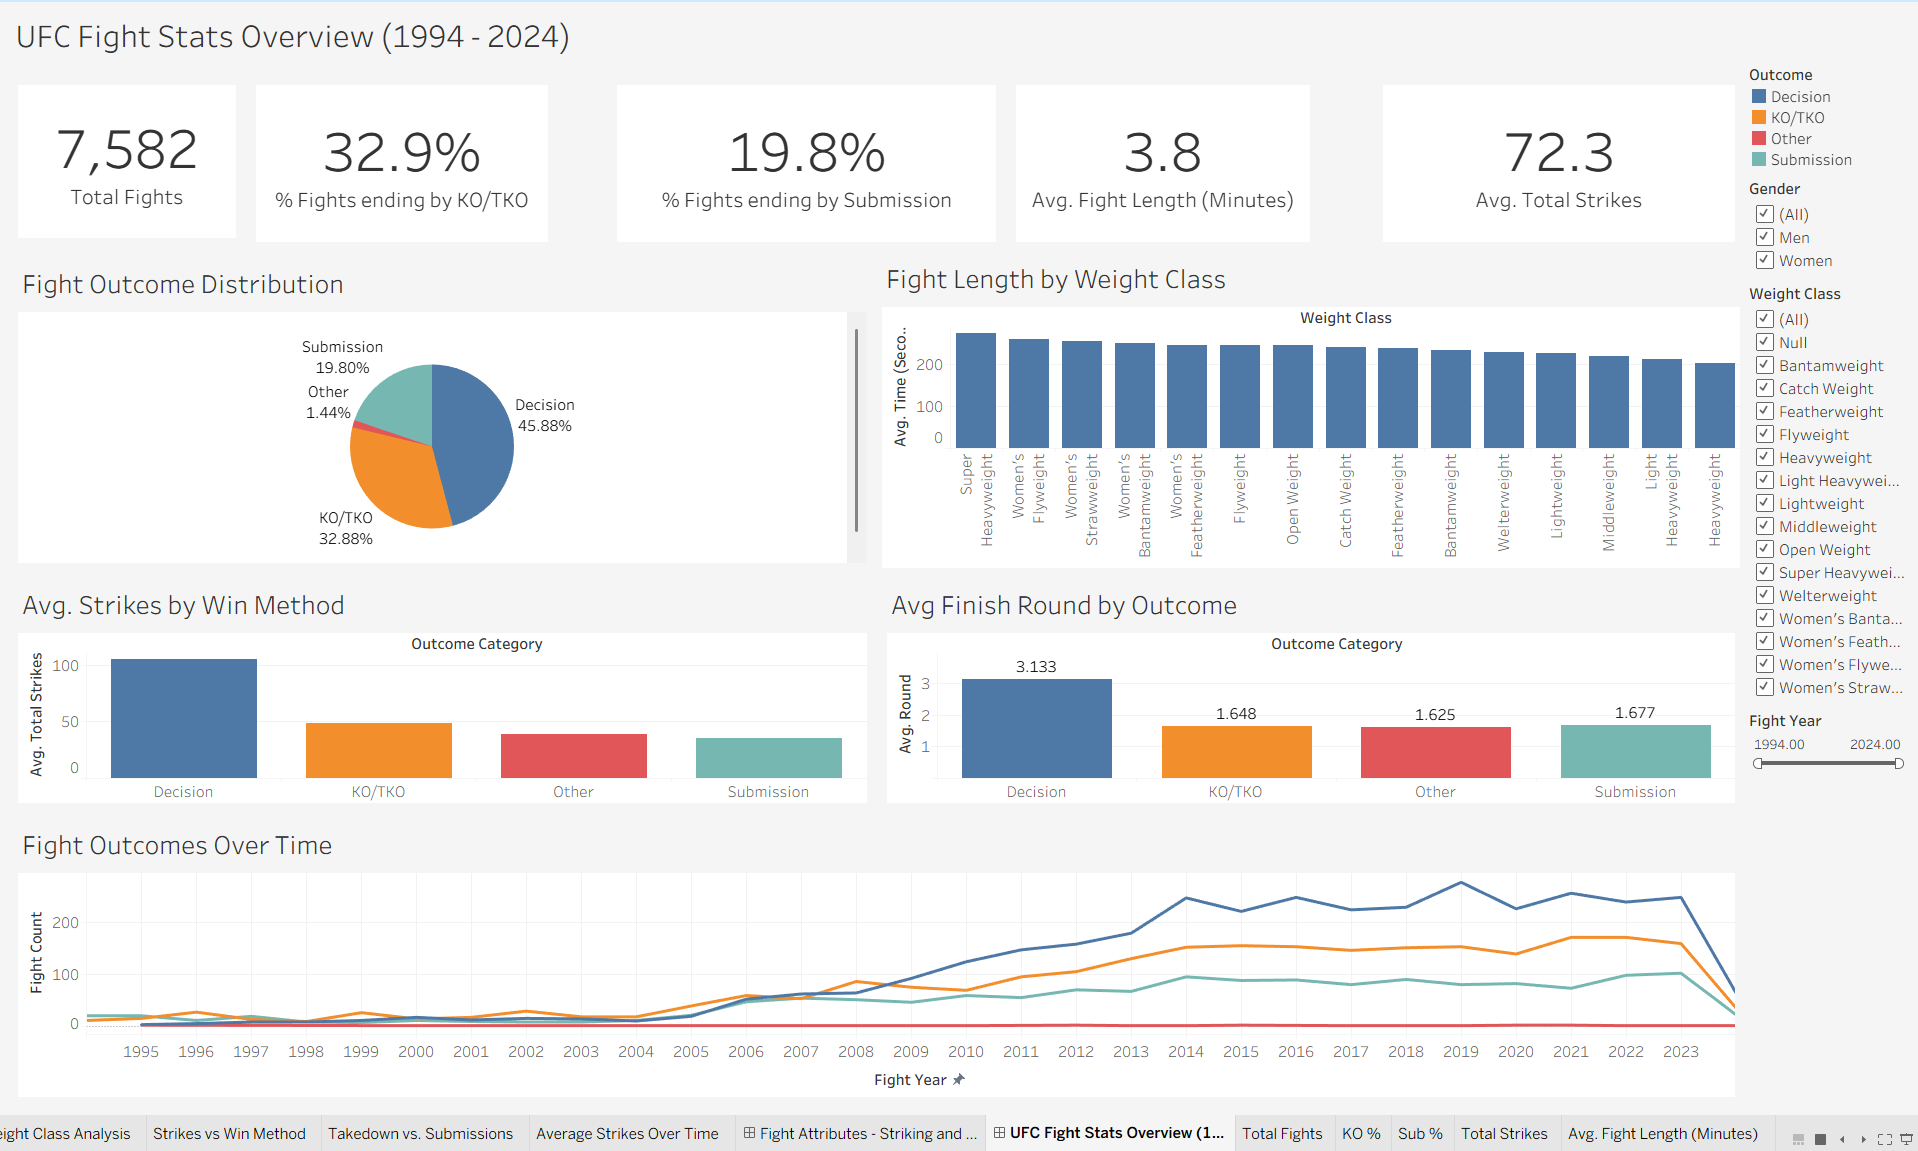 UFC Fight Stats Overview (1994 - 2024)
7,582
Total Fights
32.9%
% Fights ending by KO/TKO
19.8%
% Fights ending by Submission
3.8
Avg. Fight Length (Minutes)
72.3
Avg. Total Strikes
Outcome
Decision
KO/TKO
Other
Submission
Gender
(All)
Men
Women
Weight Class
(All)
Null
Bantamweight
Catch Weight
Featherweight
Flyweight
Heavyweight
Light Heavywei...
Lightweight
Middleweight
Open Weight
Super Heavywei...
Welterweight
Women's Banta...
Women's Feath...
Women's Flywe...
Women's Straw...
Fight Year
1994.00 2024.00
Fight Outcome Distribution
Submission
19.80%
Other
1.44%
Decision
45.88%
KO/TKO
32.88%
Fight Length by Weight Class
Weight Class
Avg. Time (Seco..
200
100
0
Super
Heavyweight
Women's
Flyweight
Women's
Strawweight
Women's
Bantamweight
Women's
Featherweight
Flyweight
Open Weight
Catch Weight
Featherweight
Bantamweight
Welterweight
Lightweight
Middleweight
Light
Heavyweight
Heavyweight
Avg. Strikes by Win Method
Outcome Category
Avg. Total Strikes
100
50
0
Decision KO/TKO Other Submission
Avg Finish Round by Outcome
Outcome Category
Avg. Round
3
2
1
3.133
1.648
1.625
1.677
Decision KO/TKO Other Submission
Fight Outcomes Over Time
Fight Count
200
100
0
1995 1996 1997 1998 1999 2000 2001 2002 2003 2004 2005 2006 2007 2008 2009 2010 2011 2012 2013 2014 2015 2016 2017 2018 2019 2020 2021 2022 2023
Fight Year
eight Class Analysis Strikes vs Win Method Takedown vs. Submissions Average Strikes Over Time Fight Attributes - Striking and ... UFC Fight Stats Overview (1... Total Fights KO % Sub % Total Strikes Avg. Fight Length (Minutes)